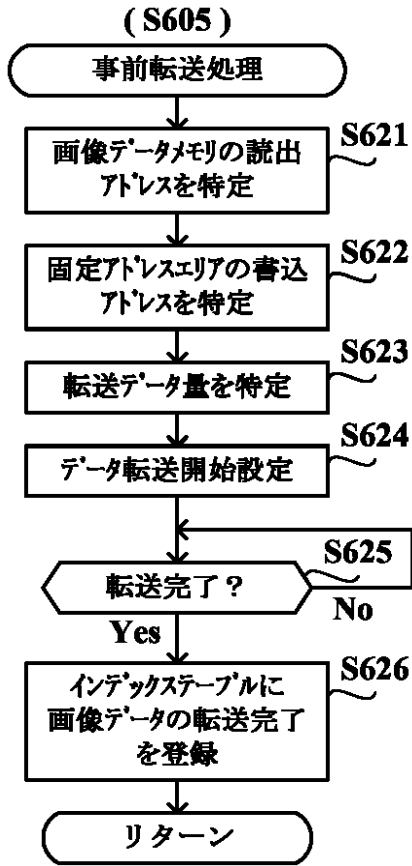 (S605)
事前転送処理
S621
画像データメモリの読出
アドレスを特定
S622
固定アドレスエリアの書込
アドレスを特定
S623
転送データ量を特定
S624
データ転送開始設定
S625
転送完了?
No
Yes
S626
インデックステーブルに
画像データの転送完了
を登録
リターン